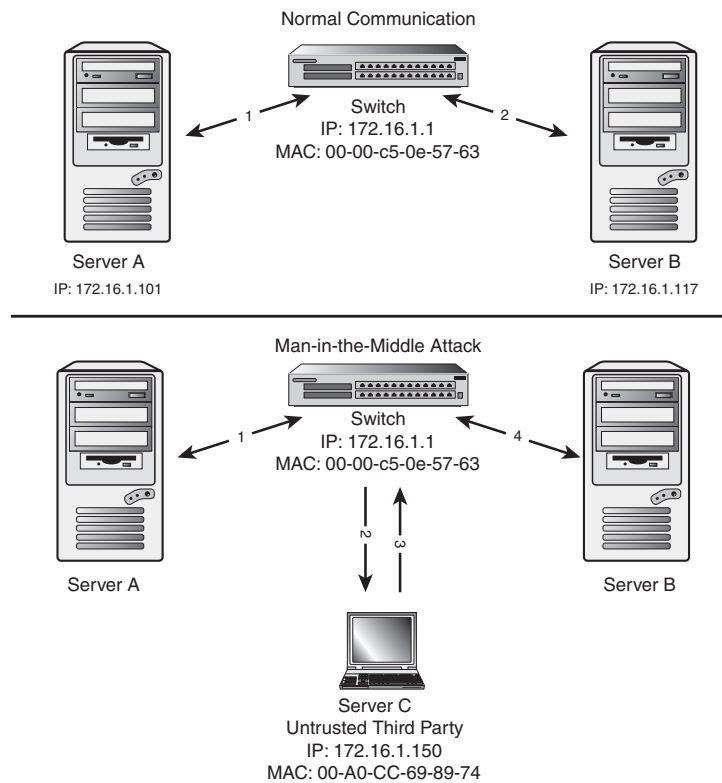 Normal Communication
1
2
Switch
IP: 172.16.1.1
MAC: 00-00-c5-0e-57-63
Server A
IP: 172.16.1.101
Server B
IP: 172.16.1.117
Man-in-the-Middle Attack
1
4
Switch
IP: 172.16.1.1
MAC: 00-00-c5-0e-57-63
2
3
Server A
Server B
Server C
Untrusted Third Party
IP: 172.16.1.150
MAC: 00-A0-CC-69-89-74